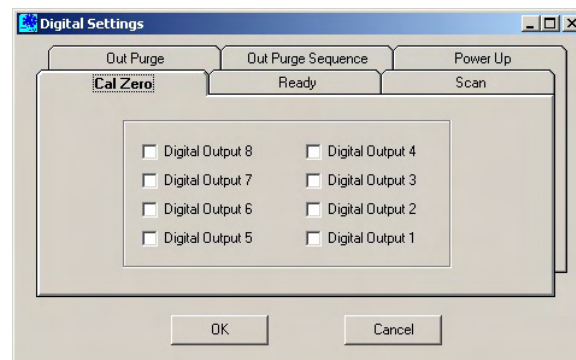 Digital Settings
Out Purge Out Purge Sequence Power Up
Cal Zero Ready Scan
Digital Output 8 Digital Output 4
Digital Output 7 Digital Output 3
Digital Output 6 Digital Output 2
Digital Output 5 Digital Output 1
OK Cancel